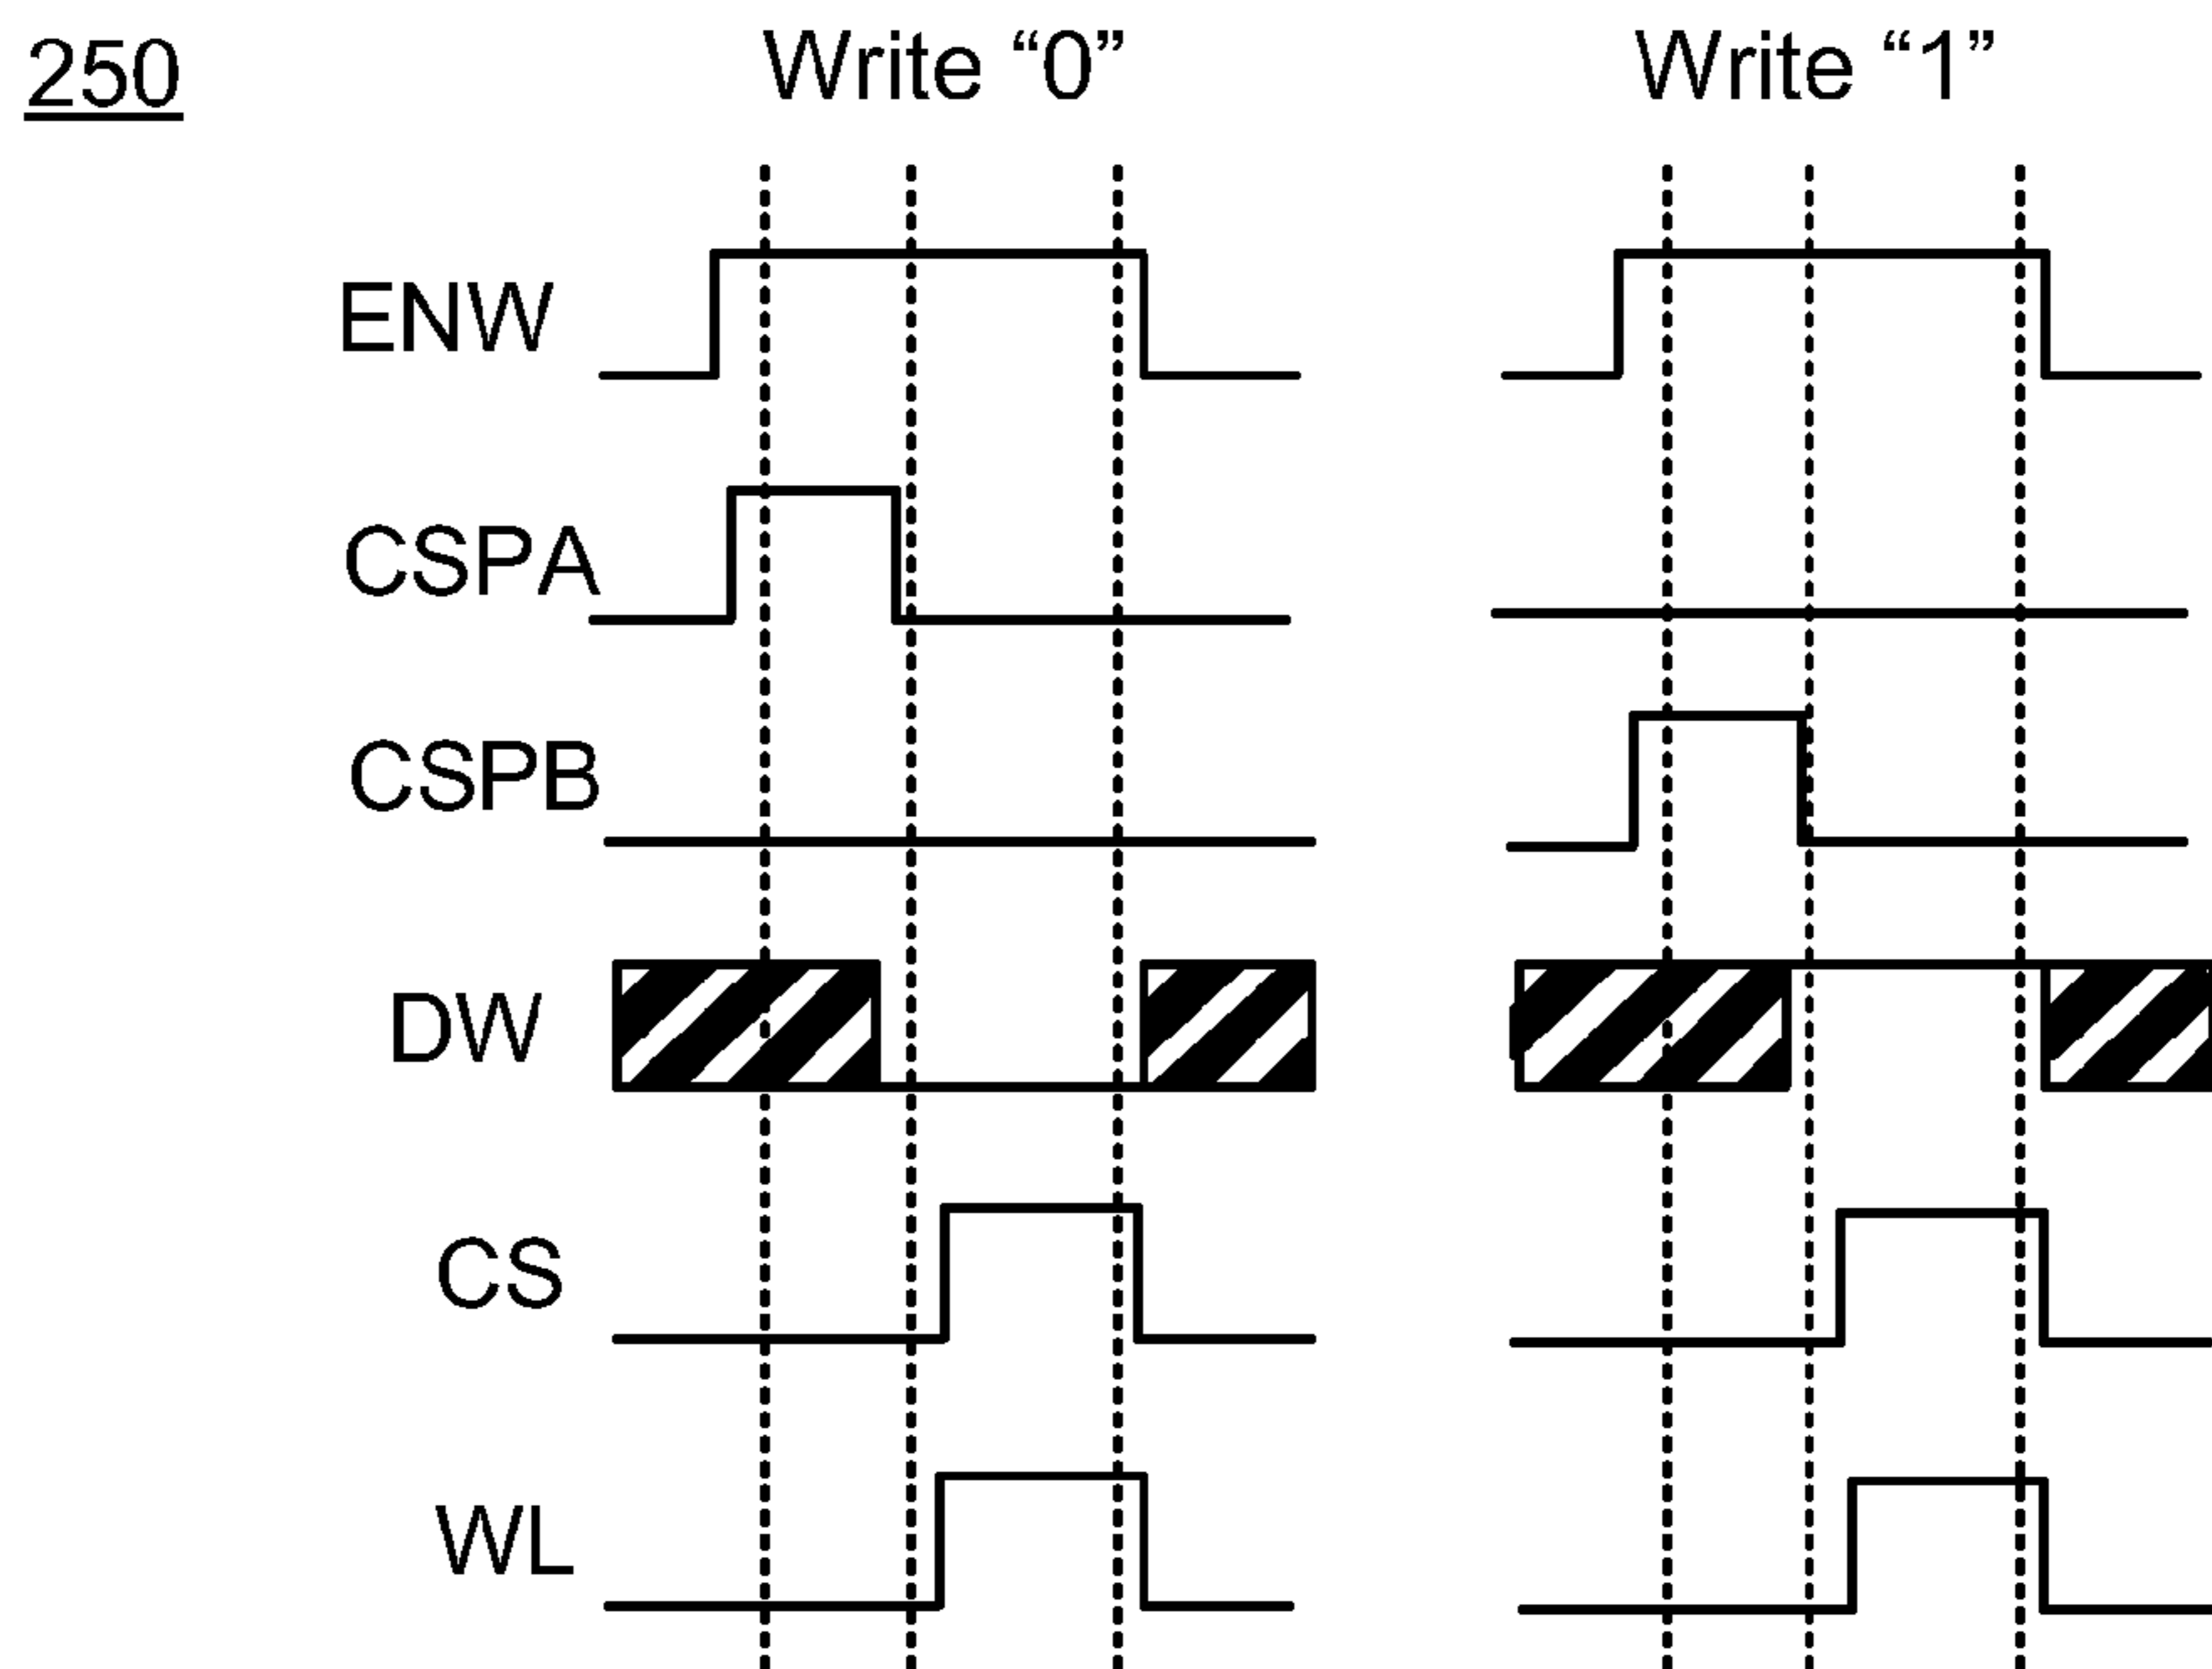 250
Write “0” Write “1”
ENW
CSPA
CSPB
DW
CS
WL